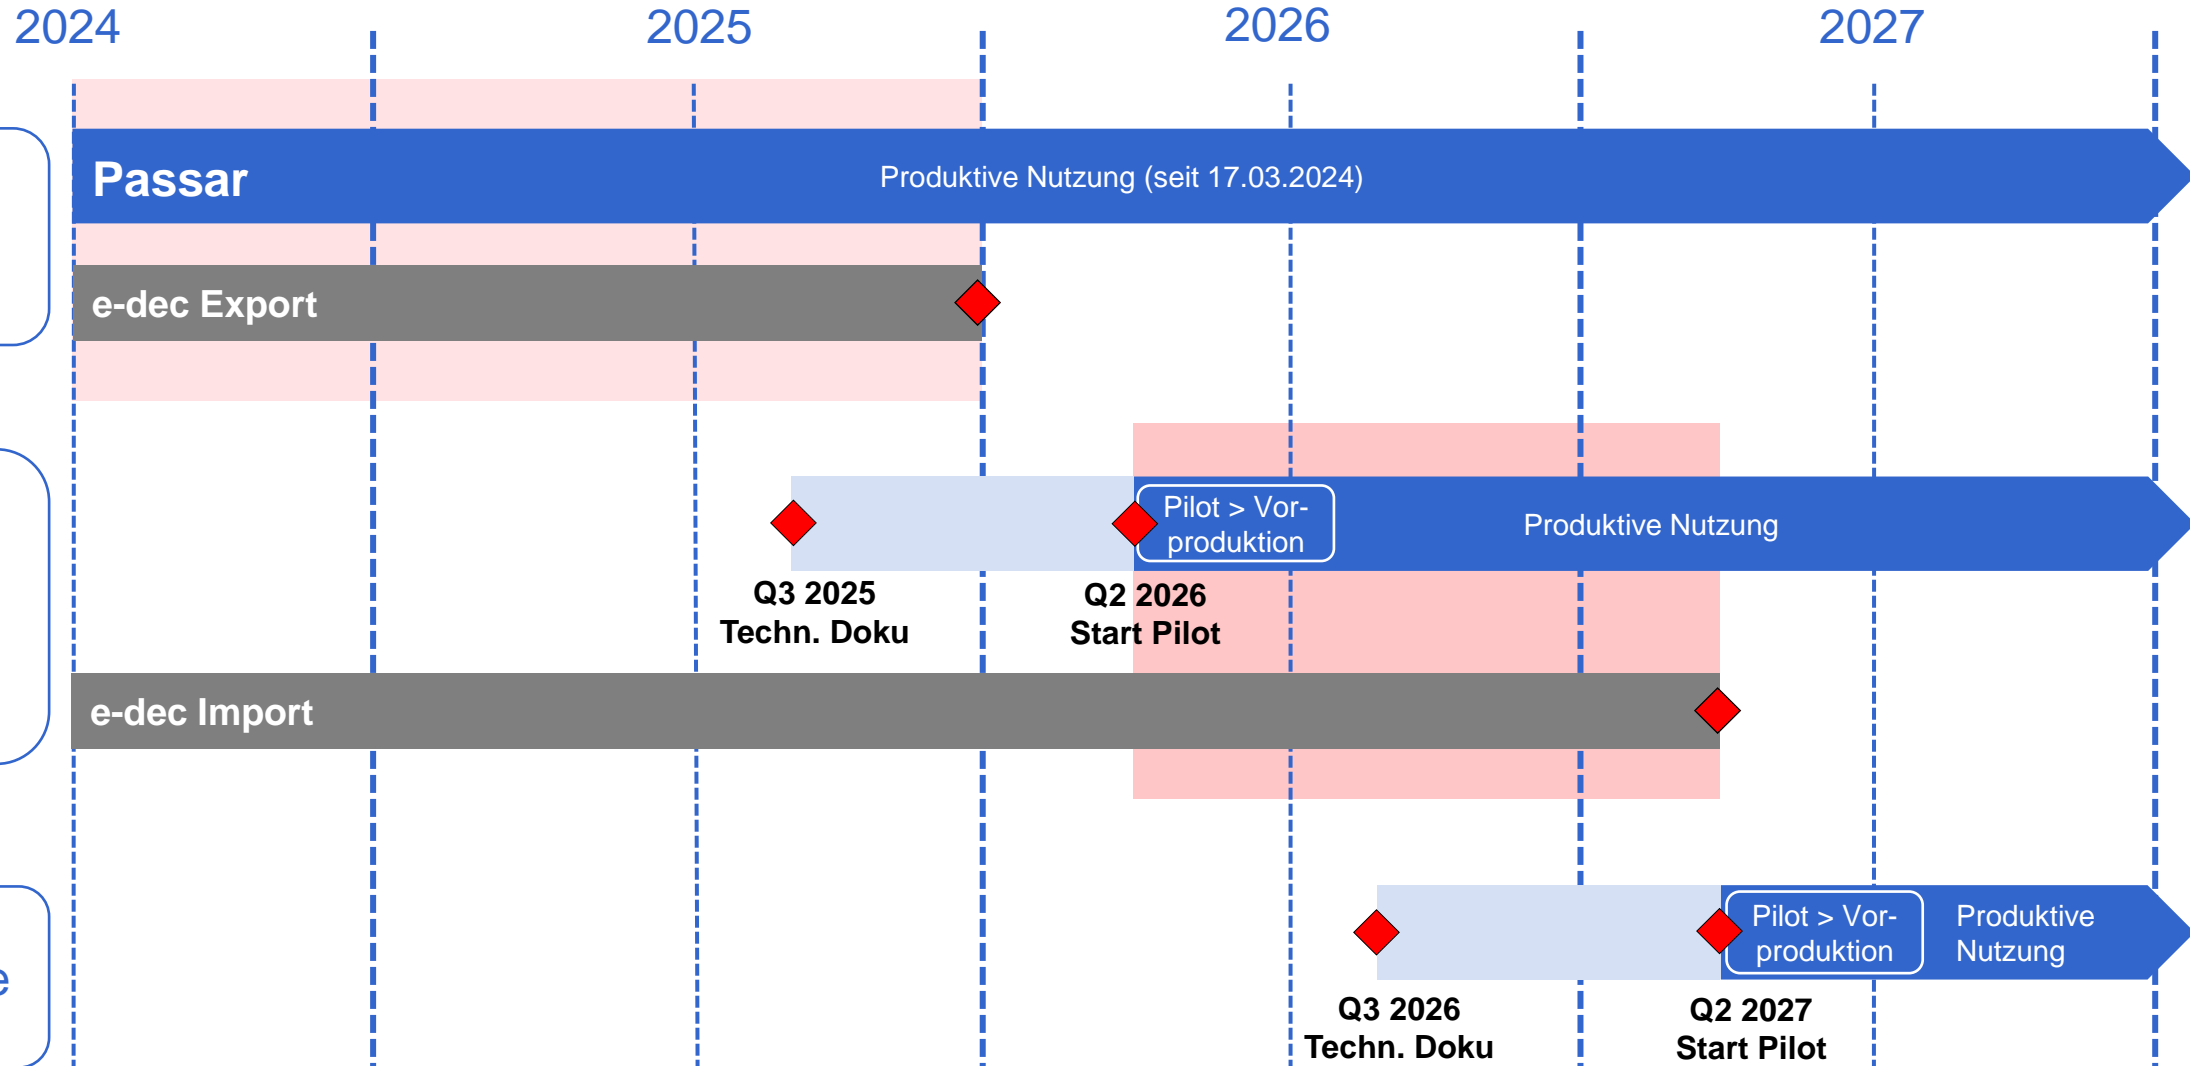 2024 2025 2026 2027
Passar
Produktive Nutzung (seit 17.03.2024)
e-dec Export
Pilot > Vor-
produktion
Produktive Nutzung
Q3 2025
Techn. Doku
Q2 2026
Start Pilot
e-dec Import
Pilot > Vor-
produktion
Produktive
Nutzung
e
Q3 2026
Techn. Doku
Q2 2027
Start Pilot